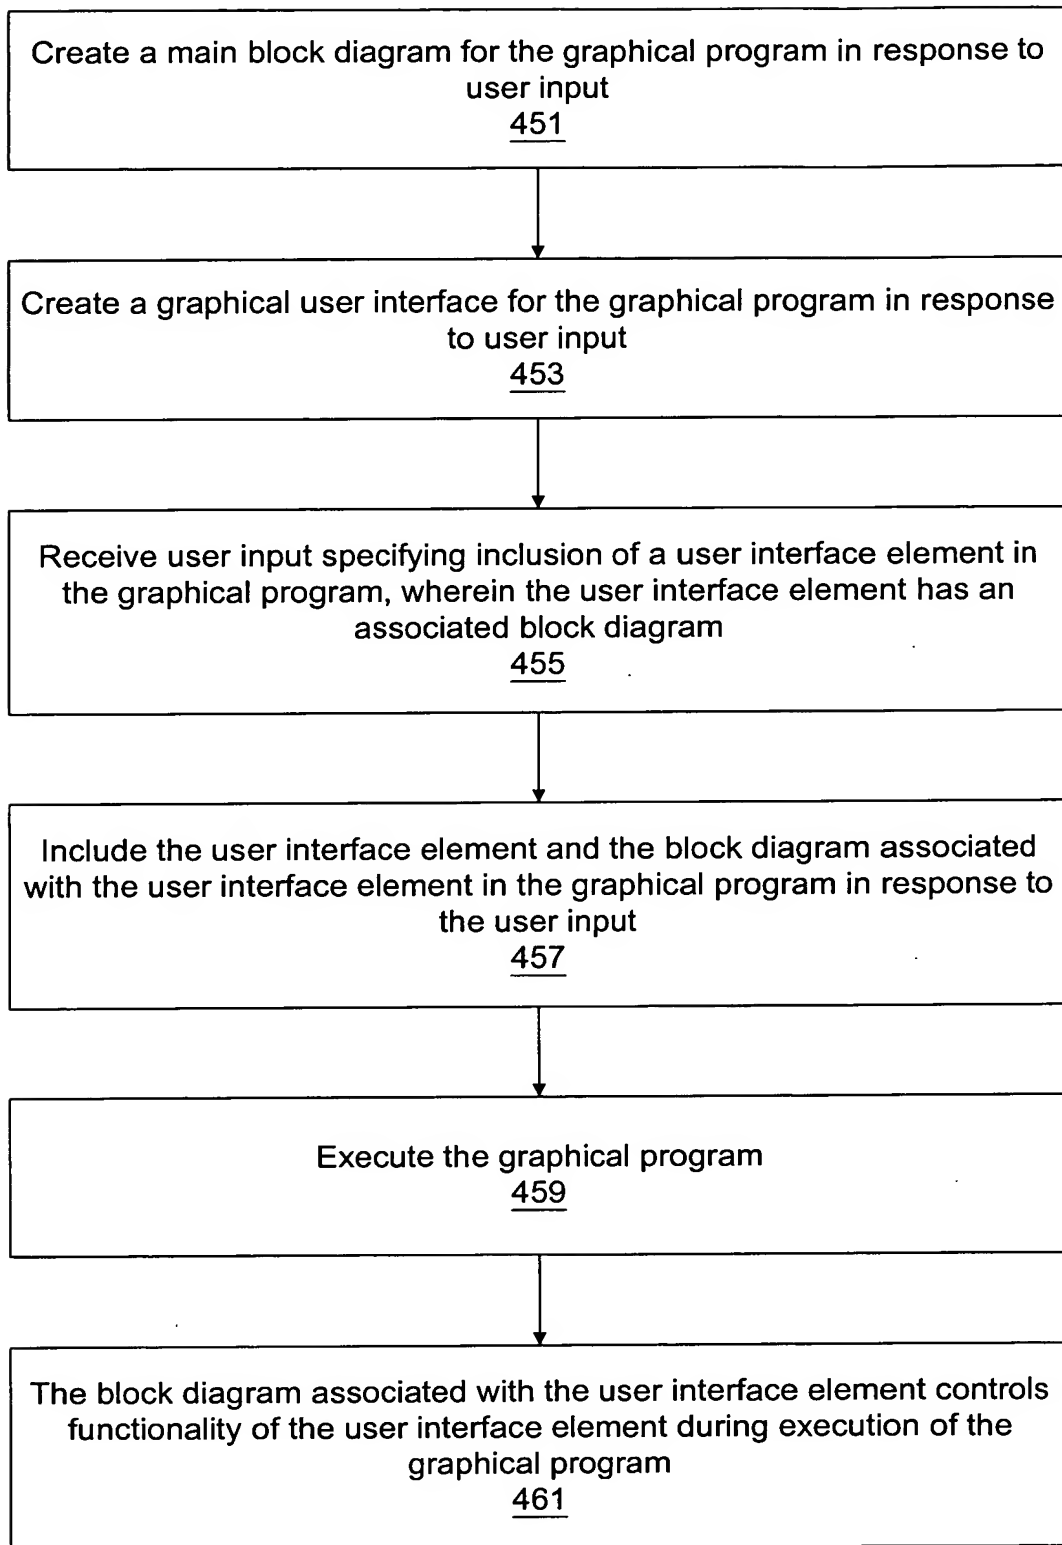 Create a main block diagram for the graphical program in response to
user input
451
Create a graphical user interface for the graphical program in response
to user input
453
Receive user input specifying inclusion of a user interface element in
the graphical program, wherein the user interface element has an
associated block diagram
455
Include the user interface element and the block diagram associated
with the user interface element in the graphical program in response to
the user input
457
Execute the graphical program
459
The block diagram associated with the user interface element controls
functionality of the user interface element during execution of the
graphical program
461